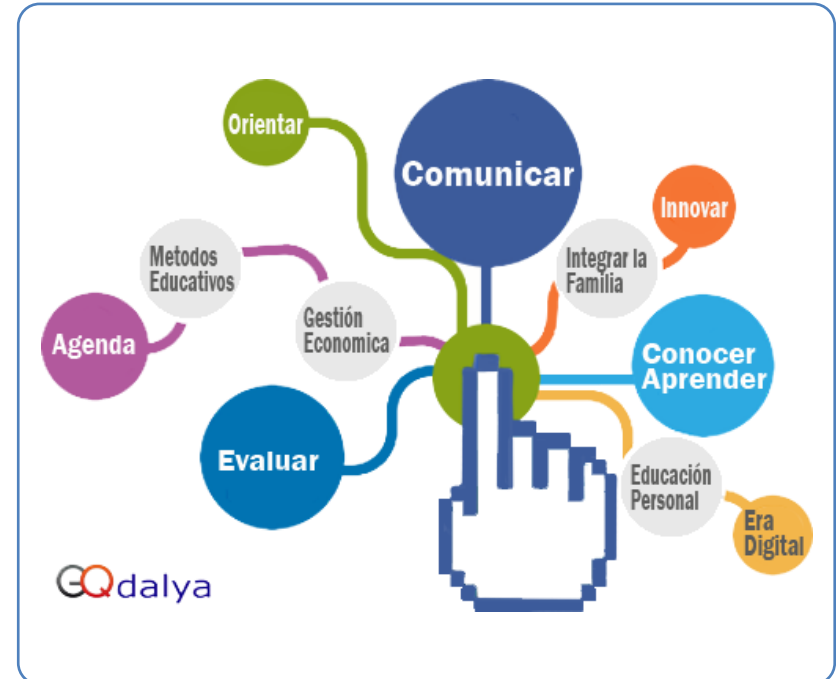 Orientar
Comunicar
Innovar
Metodos
Educativos
Integrar la
Familia
Gestión
Economica
Agenda
Conocer
Aprender
Evaluar
Educación
Personal
Era
Digital
GQdalya